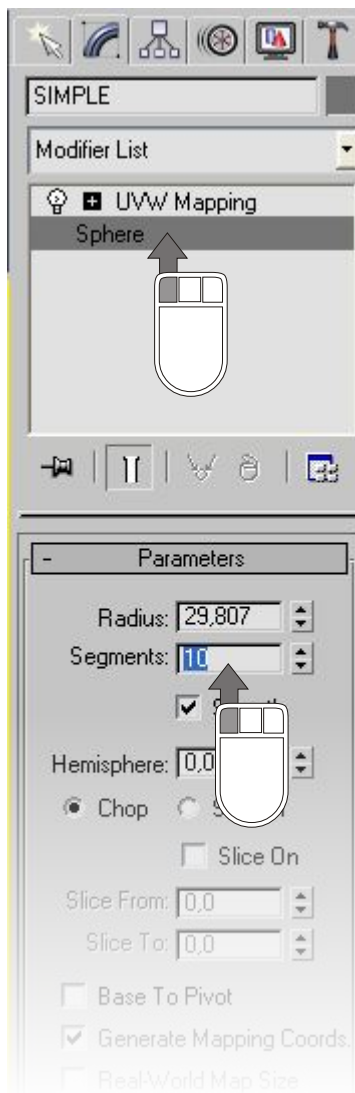 SIMPLE
Modifier List
UVW Mapping
Sphere
- Parameters
Radius: 29,807
Segments: 10
Hemisphere: 0,0
Chop
Slice On
Slice From: 0,0
Slice To: 0,0
Base To Pivot
Generate Mapping Coords.
Real-World Map Size